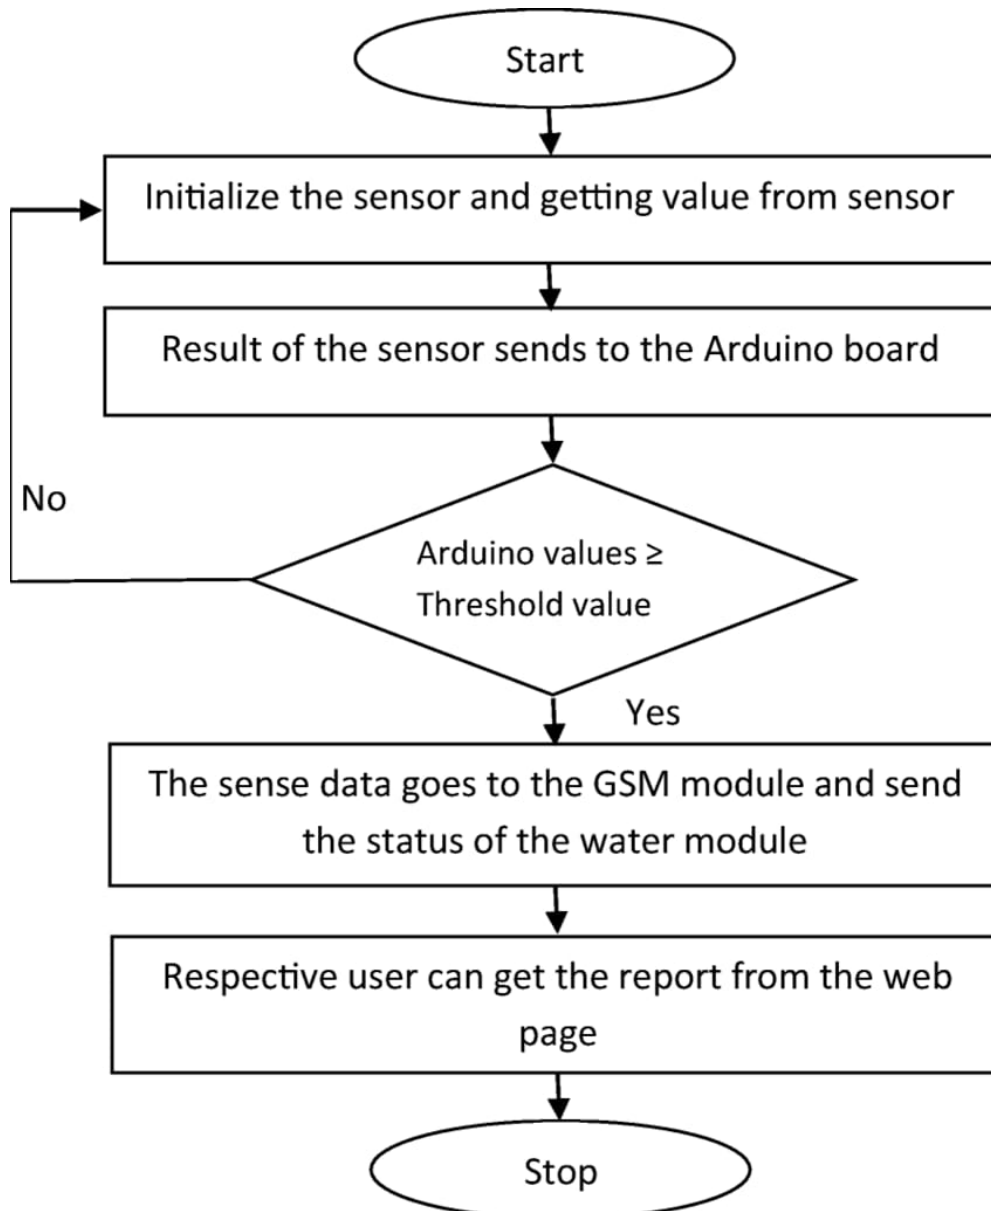 Start
Initialize the sensor and getting value from sensor
Result of the sensor sends to the Arduino board
No
Arduino values ≥
Threshold value
Yes
The sense data goes to the GSM module and send
the status of the water module
Respective user can get the report from the web
page
Stop